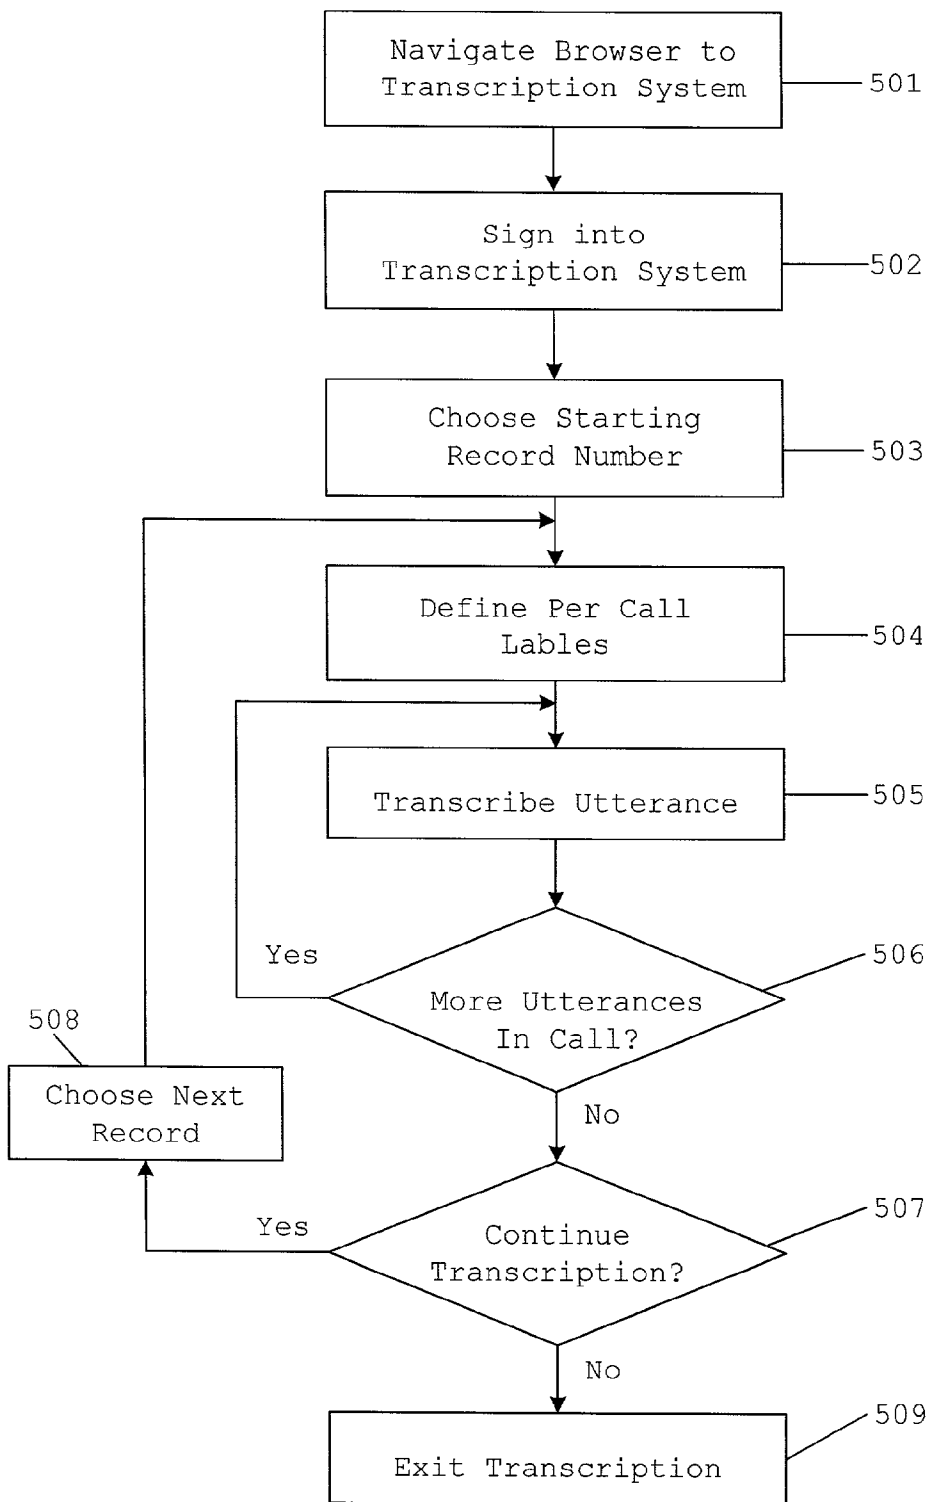 Navigate Browser to
Transcription System
501
Sign into
Transcription System
502
Choose Starting
Record Number
503
Define Per Call
Lables
504
Transcribe Utterance
505
Yes
506
More Utterances
In Call?
508
Choose Next
Record
No
Yes
507
Continue
Transcription?
No
509
Exit Transcription